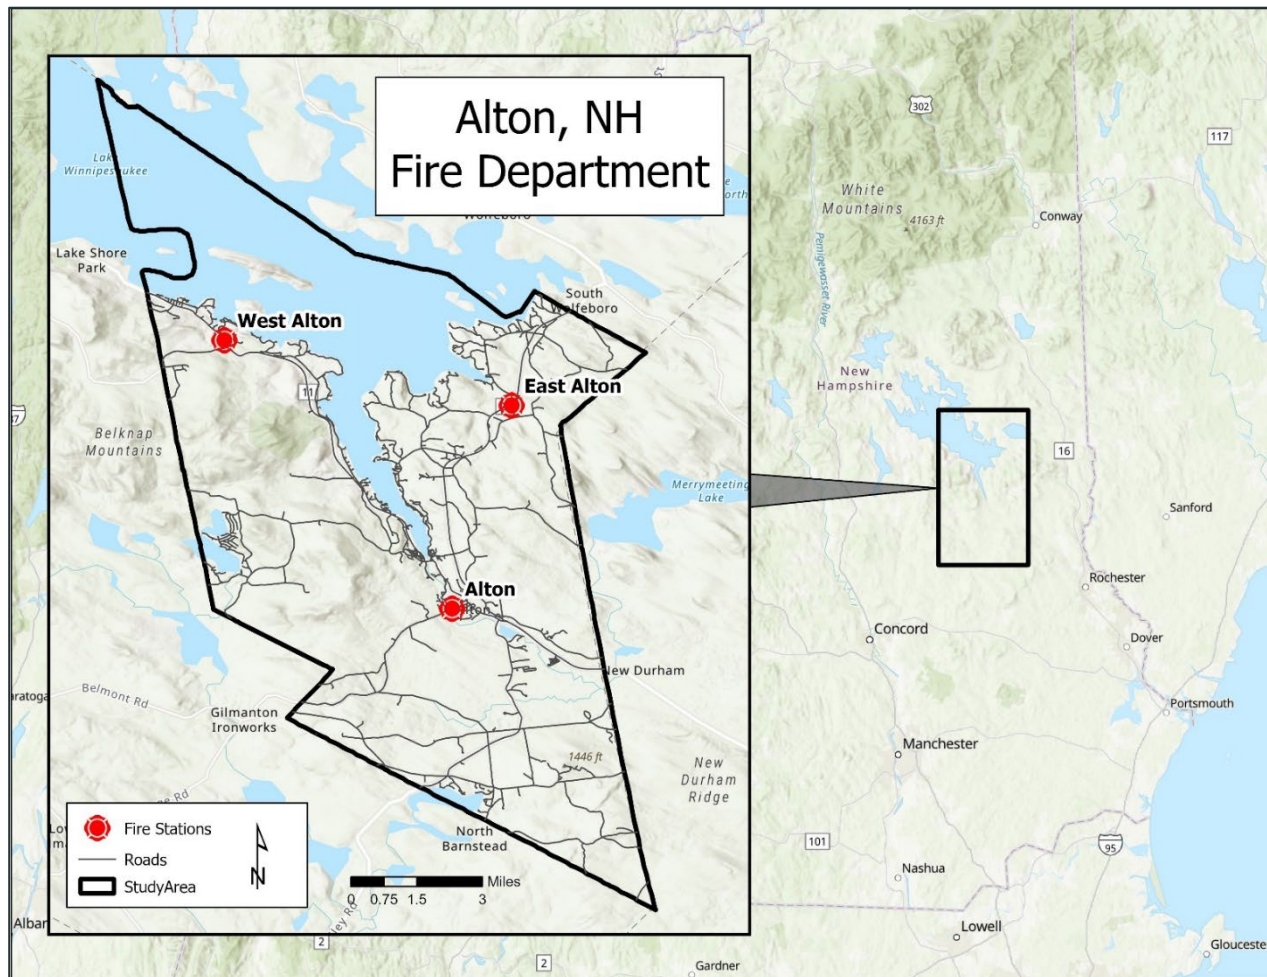 Alton, NH
Fire Department
Lake
Winnipesaukee
Lake Shore
Park
South
Wolfeboro
West Alton
11
East Alton
Belknap
Mountains
Merrymeeting
Lake
Alton
New Durham
Belmont Rd
Gilmanton
Ironworks
1446 ft
New
Durham
Ridge
North
Barnstead
Fire Stations
Roads
StudyArea
N
0 0.75 1.5 3
Miles
302
117
White
Mountains
4163 ft
Conway
Pemigewasset
River
New
Hampshire
16
Sanford
Rochester
Concord
Dover
Portsmouth
Manchester
101
95
Nashua
Lowell
Gloucester
2
2
Gardner